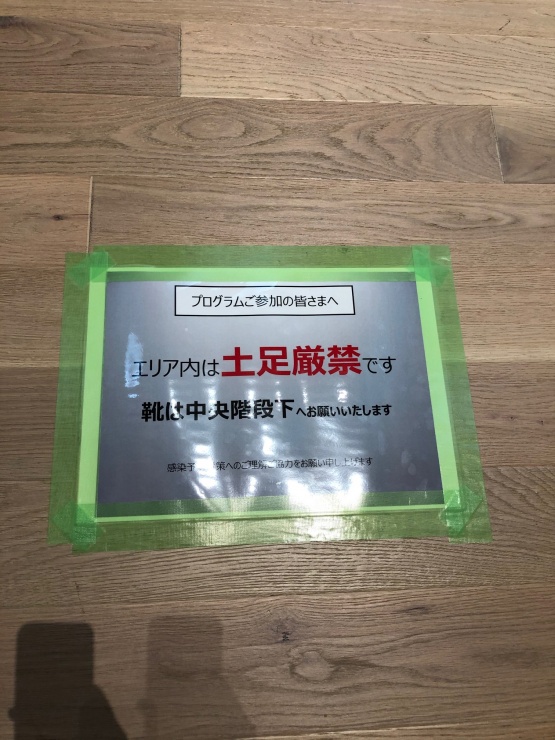 プログラムご参加の皆さまへ
エリア内は土足厳禁です
靴は中央階段下へお願いいたします
感染予 策へのご理解ご協力をお願い申し上げます